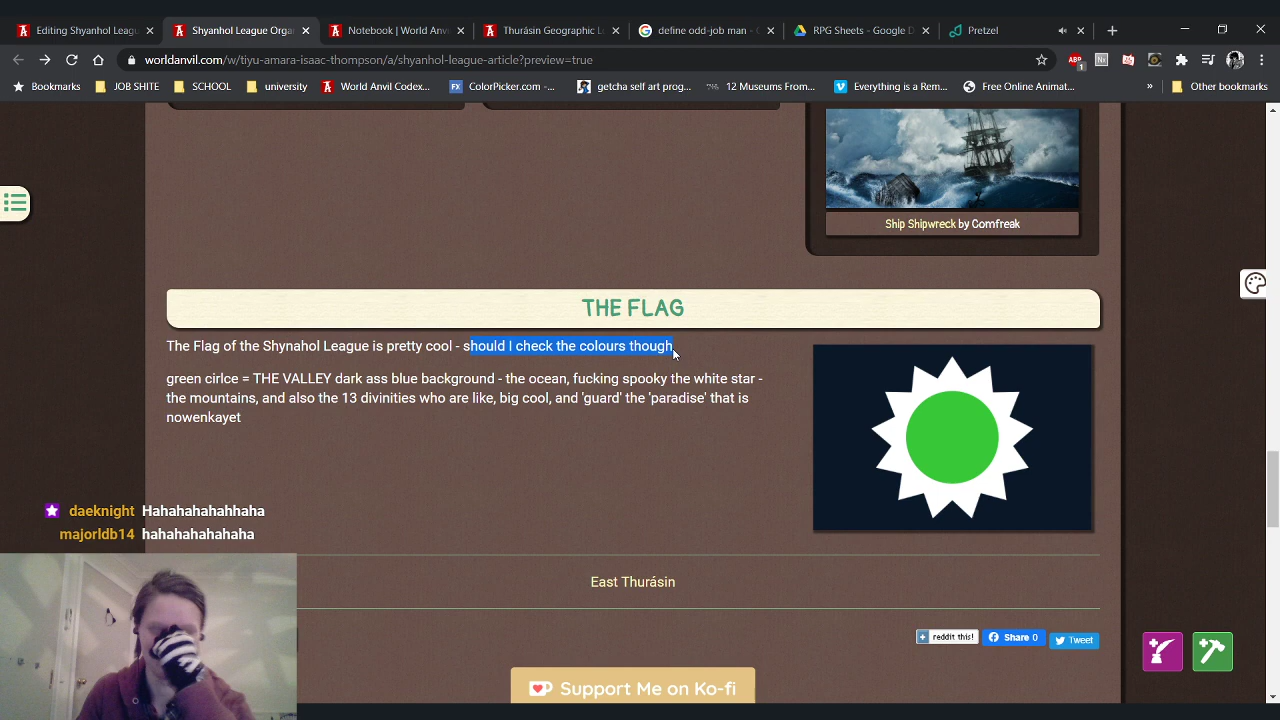 Editing Shyanhol Leagu
Shyanhol League Orga
Notebook | World Anv
Thurásin Geographic L
define odd-job man - G
RPG Sheets - Google D
Pretzel
worldanvil.com/w/tiyu-amara-isaac-thompson/a/shyanhol-league-article?preview=true
Bookmarks
JOB SHITE
SCHOOL
university
World Anvil Codex...
ColorPicker.com -...
getcha self art prog...
12 Museums From...
Everything is a Rem...
Free Online Animat...
»
Other bookmarks
Ship Shipwreck by Comfreak
THE FLAG
The Flag of the Shynahol League is pretty cool - should I check the colours though
green cirlce = THE VALLEY dark ass blue background - the ocean, fucking spooky the white star -
the mountains, and also the 13 divinities who are like, big cool, and 'guard' the 'paradise' that is
nowenkayet
daeknight Hahahahahahhaha
majorldb14 hahahahahahaha
East Thurásin
reddit this!
Share 0
Tweet
Support Me on Ko-fi